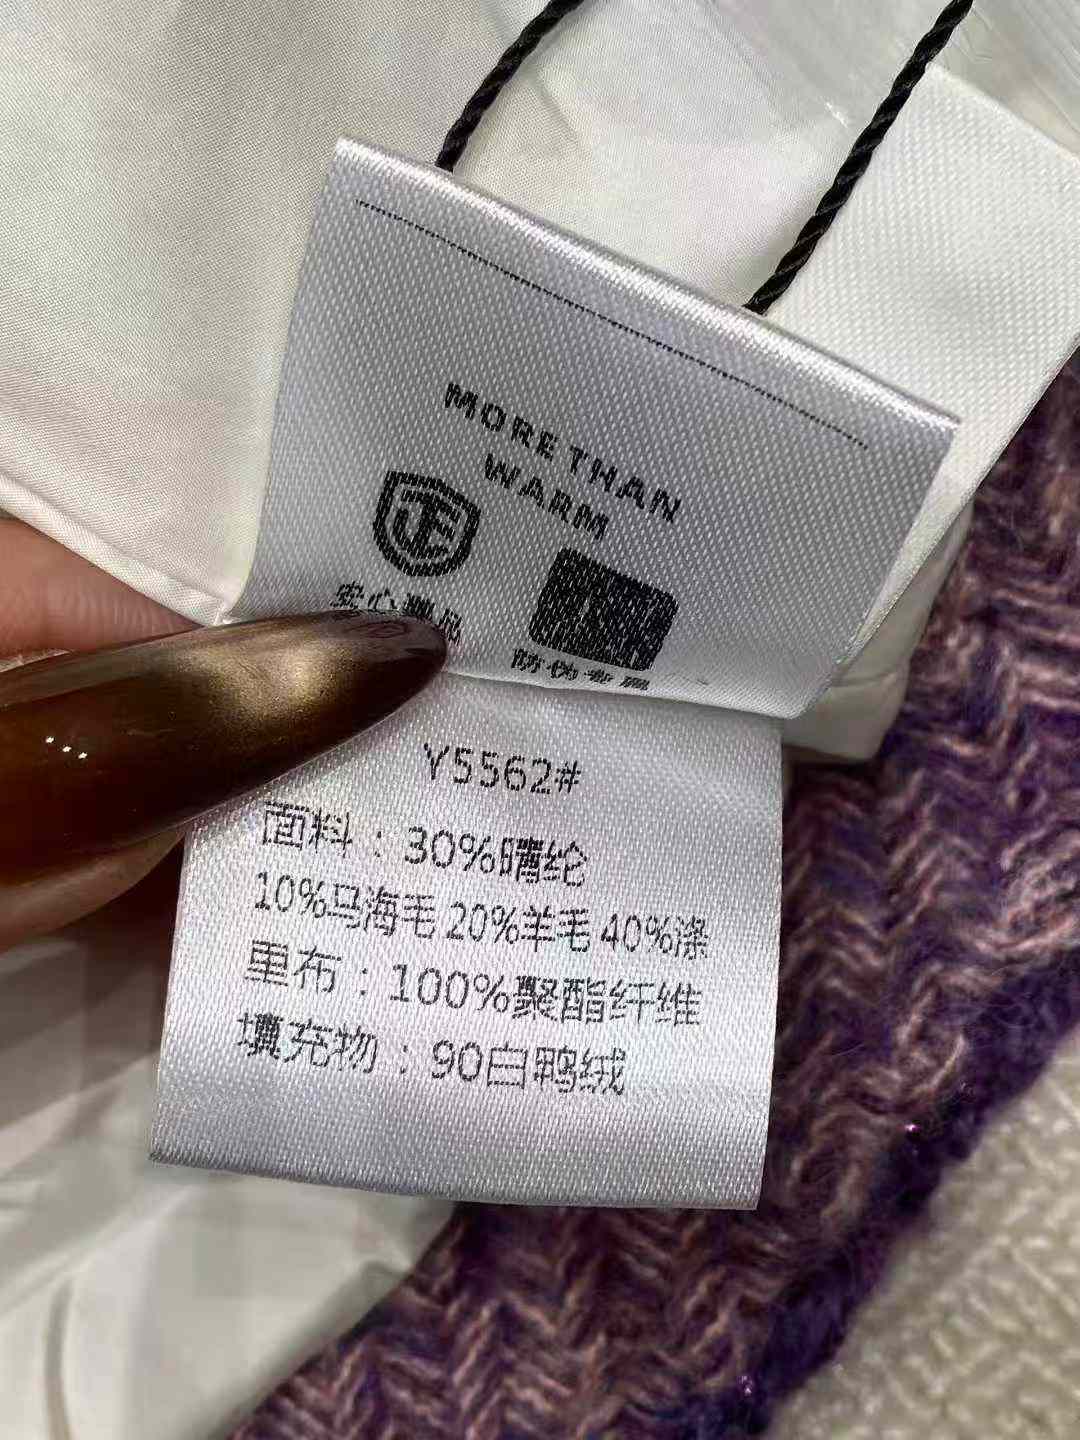 MORE THAN
WARM
防伪专用
Y5562#
面料：30%晴纶
10%马海毛 20%羊毛 40%涤
里布：100%聚酯纤维
填充物：90白鸭绒